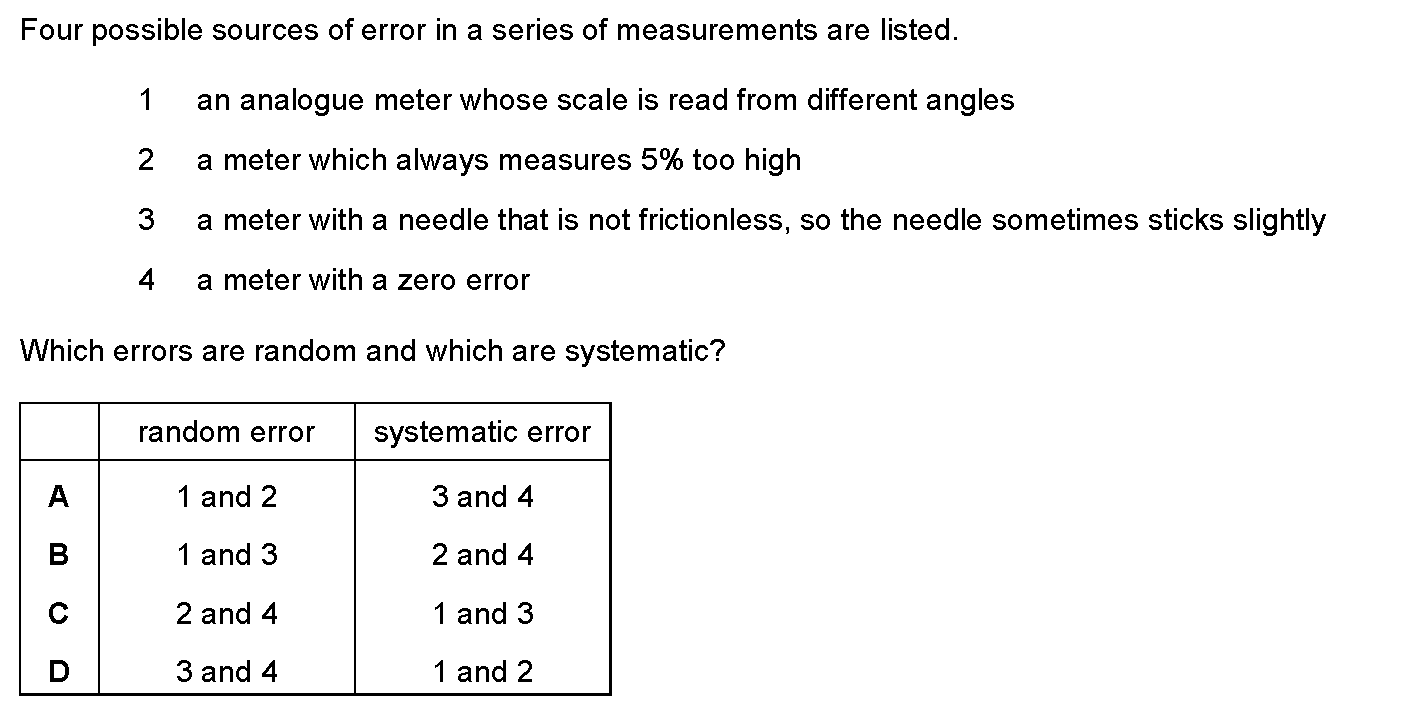 Four possible sources of error in a series of measurements are listed.
1 an analogue meter whose scale is read from different angles
2 a meter which always measures 5% too high
3 a meter with a needle that is not frictionless, so the needle sometimes sticks slightly
4 a meter with a zero error
Which errors are random and which are systematic?
random error systematic error
A 1 and 2 3 and 4
B 1 and 3 2 and 4
C 2 and 4 1 and 3
D 3 and 4 1 and 2